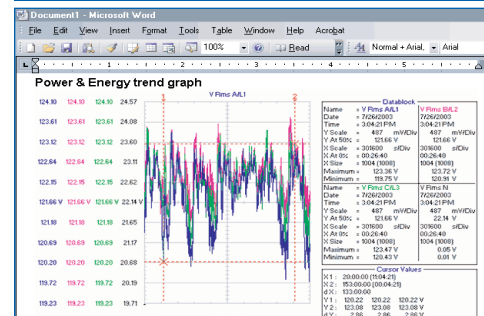 Document1 - Microsoft Word
File Edit View Insert Format Tools Table Window Help Acrobat
100% Read Normal + Arial, Arial
Power & Energy trend graph
V Rms A/L1
1 2
124.10 124.10 124.10 24.57
123.61 123.61 123.61 24.08
123.12 123.12 123.12 23.60
122.64 122.64 122.64 23.11
122.15 122.15 122.15 22.62
121.66 V 121.66 V 121.66 V 22.14 V
121.18 121.18 121.18 21.65
120.69 120.69 120.69 21.17
120.20 120.20 120.20 20.68
119.72 119.72 119.72 20.19
119.23 119.23 119.23 19.71
Datablock
Name = V Rms A/L1 V Rms B/L2
Date = 7/26/2003 7/26/2003
Time = 3:04:21 PM 3:04:21 PM
Y Scale = 487 mV/Div 487 mV/Div
Y At 50% = 121.66 V 121.66 V
X Scale = 301600 s/Div 301600 s/Div
X At 0% = 00:26:40 00:26:40
X Size = 1004 (1008) 1004 (1008)
Maximum = 123.36 V 123.72 V
Minimum = 119.75 V 120.91 V
Name = V Rms C/L3 V Rms N
Date = 7/26/2003 7/26/2003
Time = 3:04:21 PM 3:04:21 PM
Y Scale = 487 mV/Div 487 mV/Div
Y At 50% = 121.66 V 22.14 V
X Scale = 301600 s/Div 301600 s/Div
X At 0% = 00:26:40 00:26:40
X Size = 1004 (1008) 1004 (1008)
Maximum = 123.47 V 0.05 V
Minimum = 120.43 V 0.01 V
Cursor Values
X1: 20:00:00 (11:04:21)
X2: 153:00:00 (00:04:21)
dX: 133:00:00
Y1: 120.22 120.22 120.22 V
Y2: 123.08 123.08 123.08 V
dY: 2.86 2.86 2.86 V